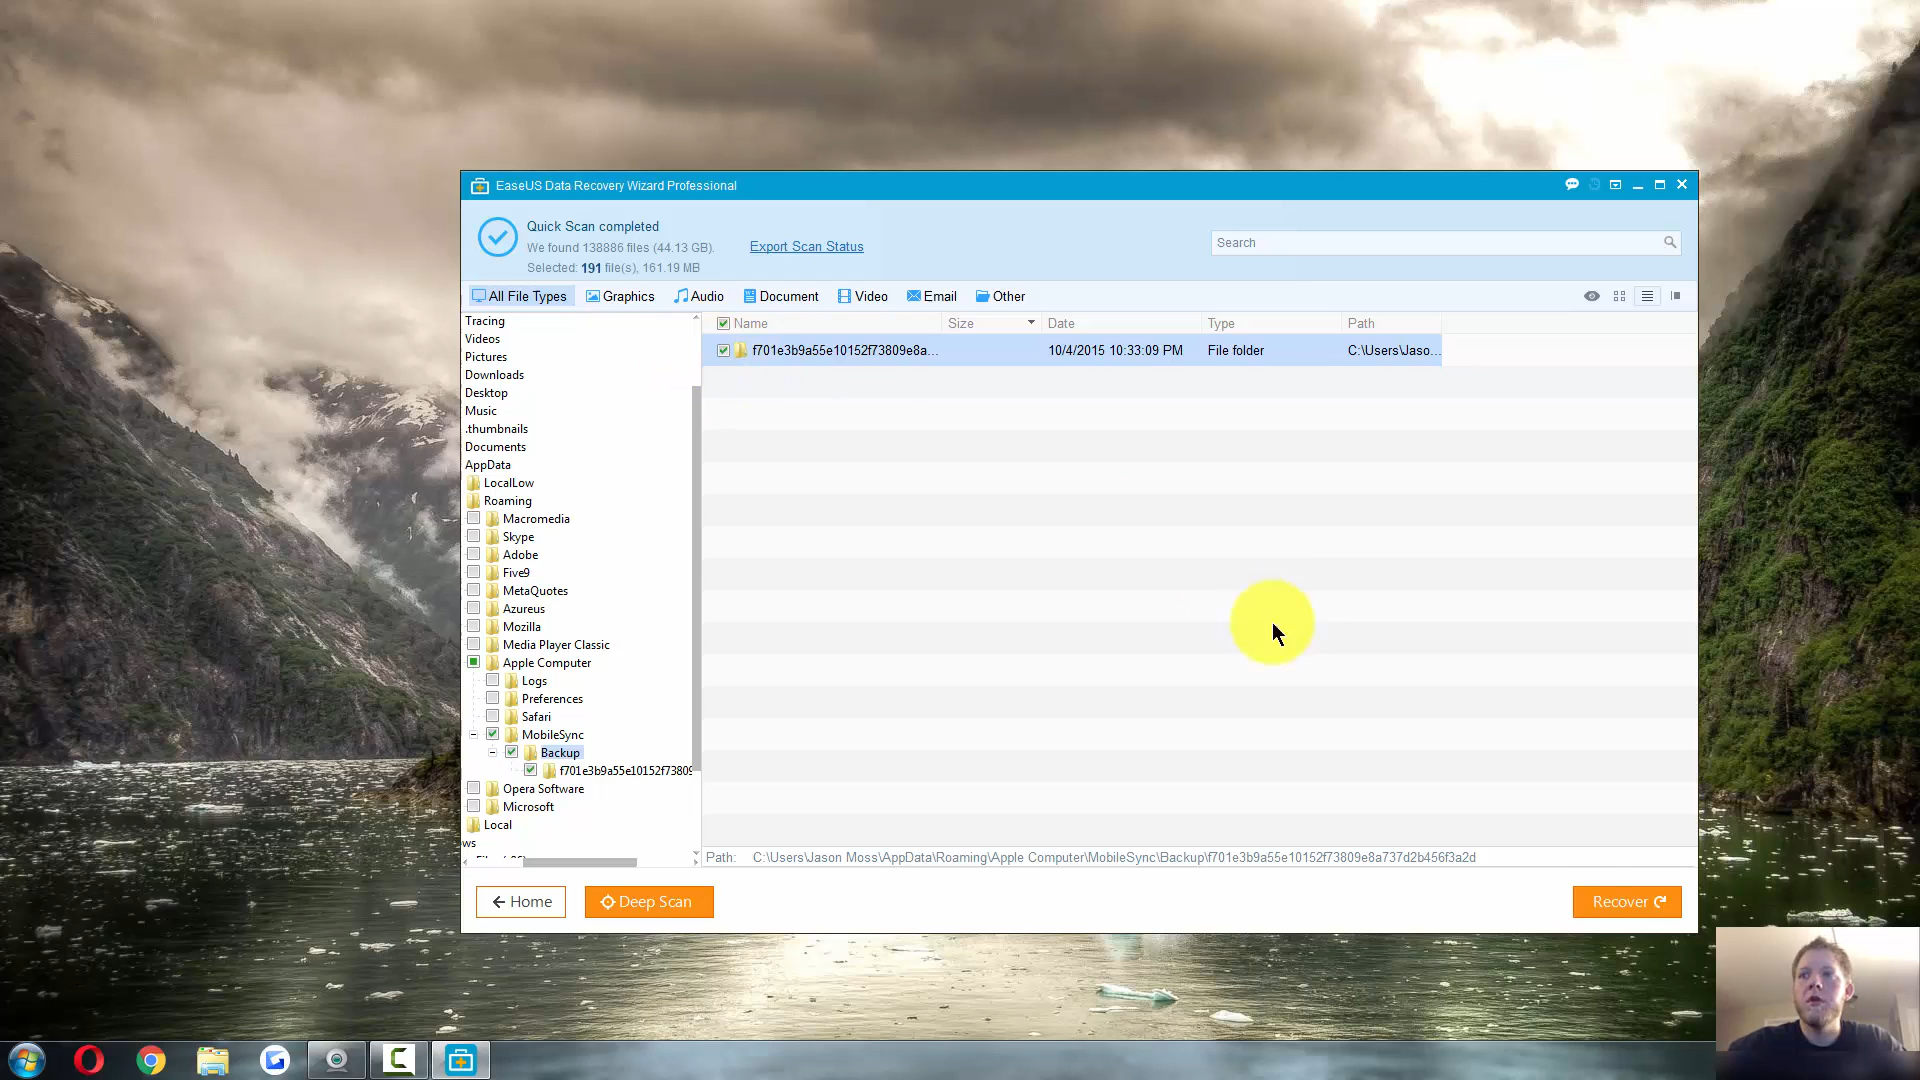 EaseUS Data Recovery Wizard Professional
Quick Scan completed
We found 138886 files (44.13 GB).
Export Scan Status
Search
Selected: 191 file(s), 161.19 MB
All File Types
Graphics
Audio
Document
Video
Email
Other
Name
Size
Date
Type
Path
f701e3b9a55e10152f73809e8a...
10/4/2015 10:33:09 PM
File folder
C:\Users\Jaso...
Tracing
Videos
Pictures
Downloads
Desktop
Music
.thumbnails
Documents
AppData
LocalLow
Roaming
Macromedia
Skype
Adobe
Five9
MetaQuotes
Azureus
Mozilla
Media Player Classic
Apple Computer
Logs
Preferences
Safari
MobileSync
Backup
f701e3b9a55e10152f73809
Opera Software
Microsoft
Local
ws
Path: C:\Users\Jason Moss\AppData\Roaming\Apple Computer\MobileSync\Backup\f701e3b9a55e10152f73809e8a737d2b456f3a2d
Home
Deep Scan
Recover